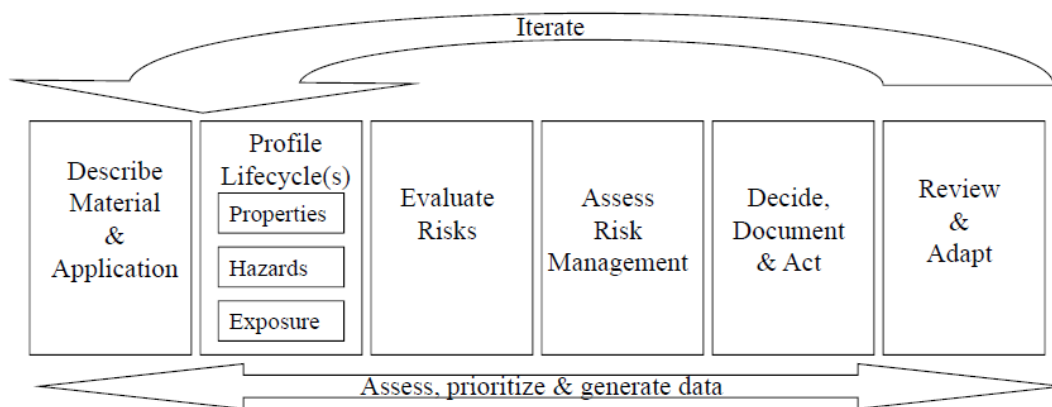 Iterate
Describe
Material
&
Application
Profile
Lifecycle(s)
Properties
Hazards
Exposure
Evaluate
Risks
Assess
Risk
Management
Decide,
Document
& Act
Review
&
Adapt
Assess, prioritize & generate data